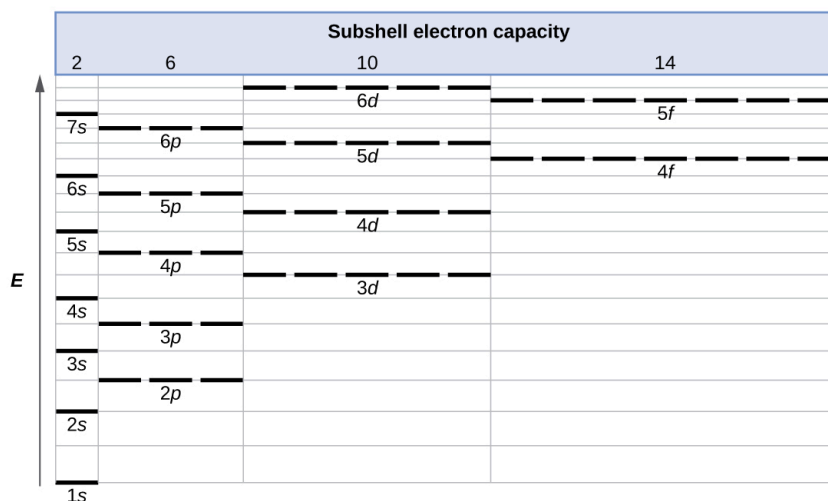 Subshell electron capacity
2 6 10 14
6d
5f
7s
6p
5d
4f
6s
5p
4d
5s
4p
E
3d
4s
3p
3s
2p
2s
1s